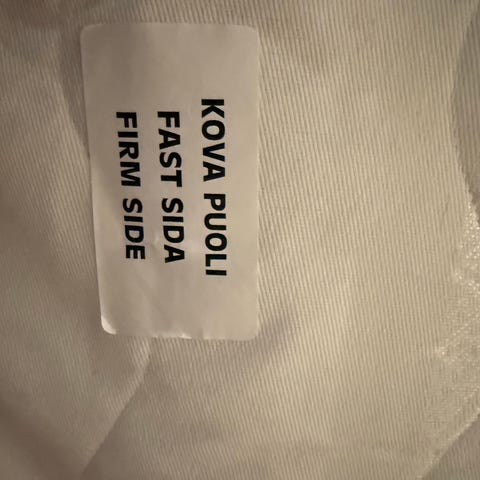 KOVA PUOLI
FAST SIDA
FIRM SIDE